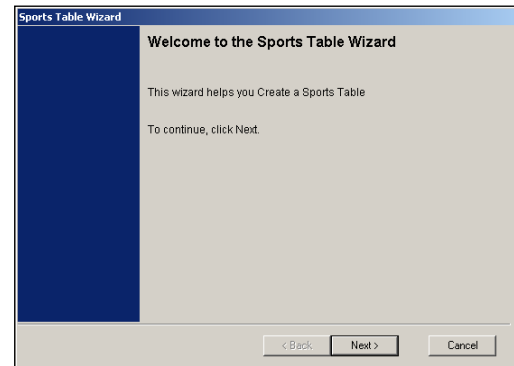 Sports Table Wizard
Welcome to the Sports Table Wizard
This wizard helps you Create a Sports Table
To continue, click Next.
< Back Next > Cancel